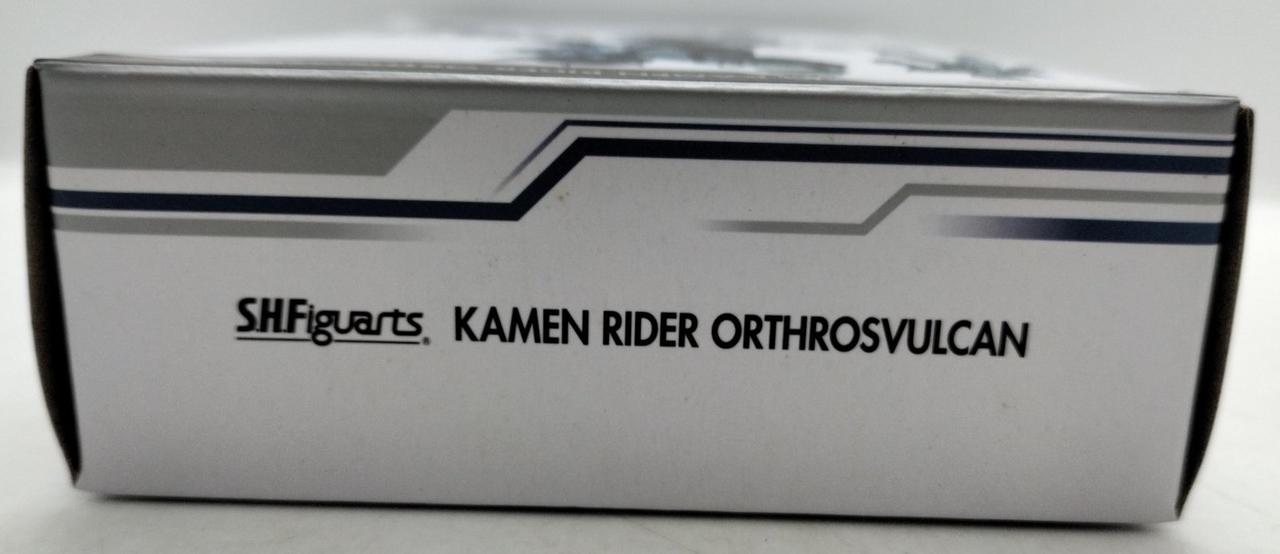 S.H.Figuarts® KAMEN RIDER ORTHROSVULCAN